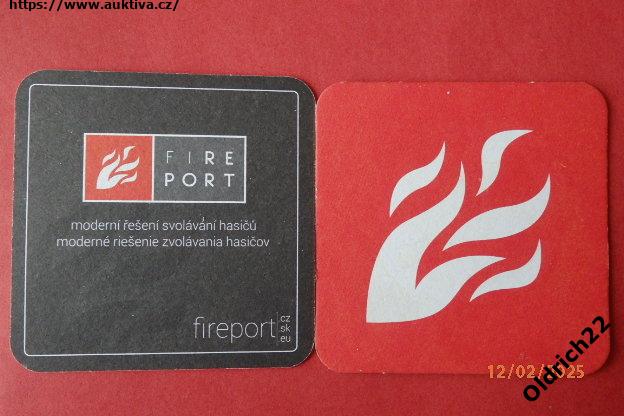 https://www.auktiva.cz/
FIRE
PORT
moderní řešení svolávání hasičů
moderné riešenie zvolávania hasičov
fireport
cz
sk
eu
12/02/2025
Oldrich22